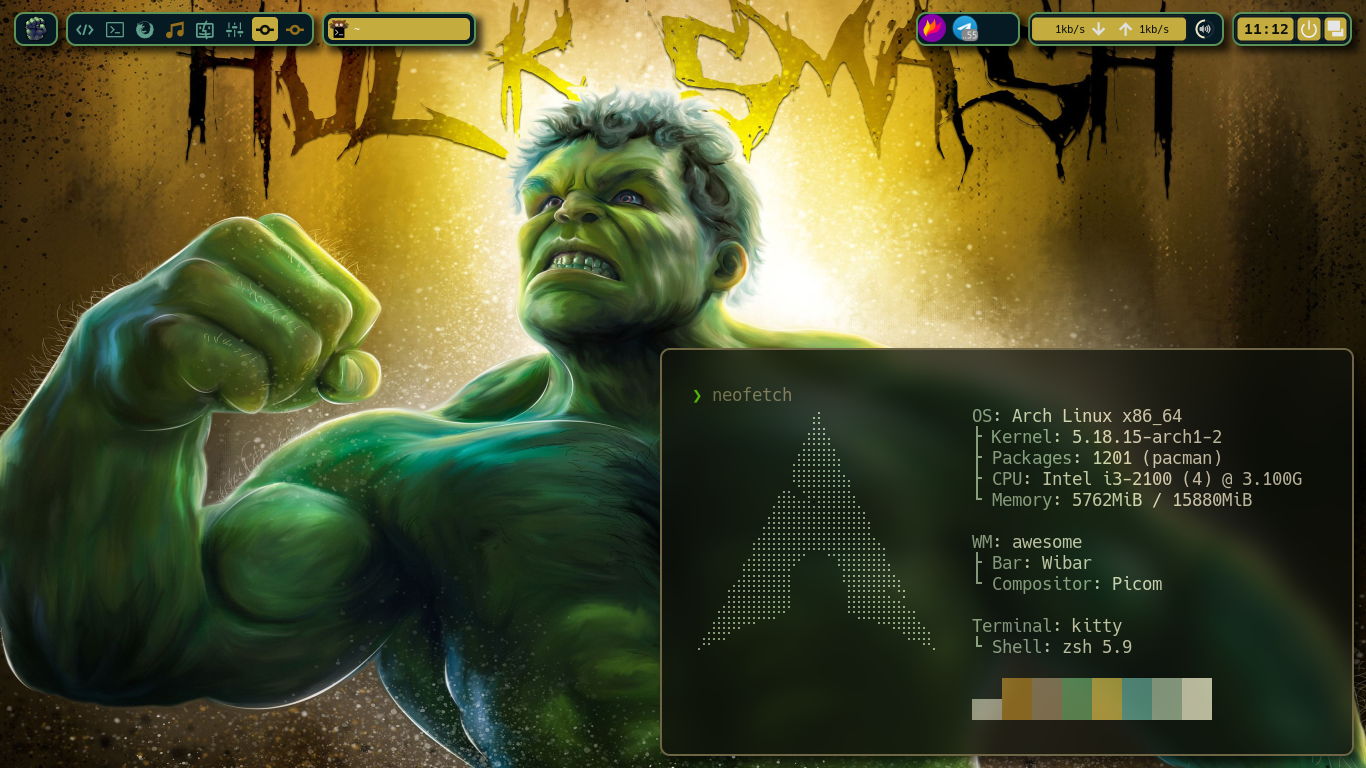 ~
.55
1kb/s
1kb/s
11:12
HULK SMASH
❯ neofetch
OS: Arch Linux x86_64
Kernel: 5.18.15-arch1-2
Packages: 1201 (pacman)
CPU: Intel i3-2100 (4) @ 3.100G
Memory: 5762MiB / 15880MiB
WM: awesome
Bar: Wibar
Compositor: Picom
Terminal: kitty
Shell: zsh 5.9